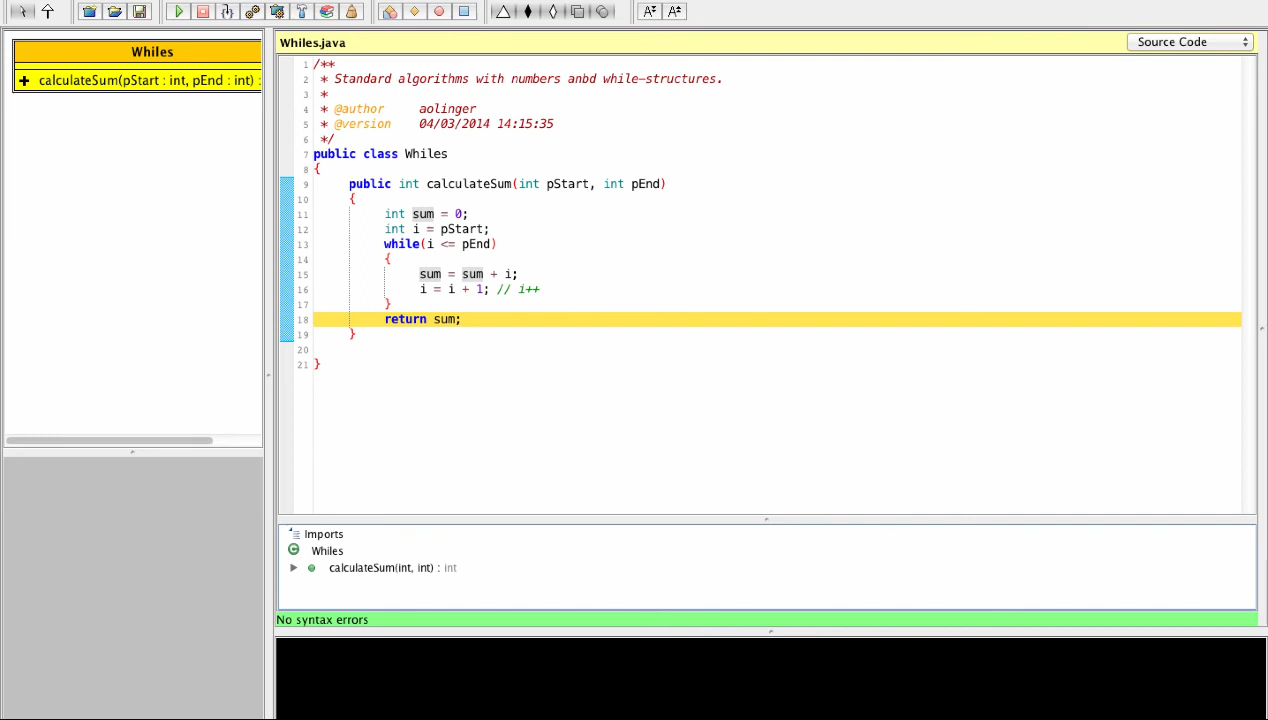 Whiles
calculateSum(pStart : int, pEnd : int) :
Whiles.java
Source Code
1 /**
2 * Standard algorithms with numbers anbd while-structures.
3 *
4 * @author aolinger
5 * @version 04/03/2014 14:15:35
6 */
7 public class Whiles
8 {
9 public int calculateSum(int pStart, int pEnd)
10 {
11 int sum = 0;
12 int i = pStart;
13 while(i <= pEnd)
14 {
15 sum = sum + i;
16 i = i + 1; // i++
17 }
18 return sum;
19 }
20
21 }
Imports
Whiles
calculateSum(int, int) : int
No syntax errors